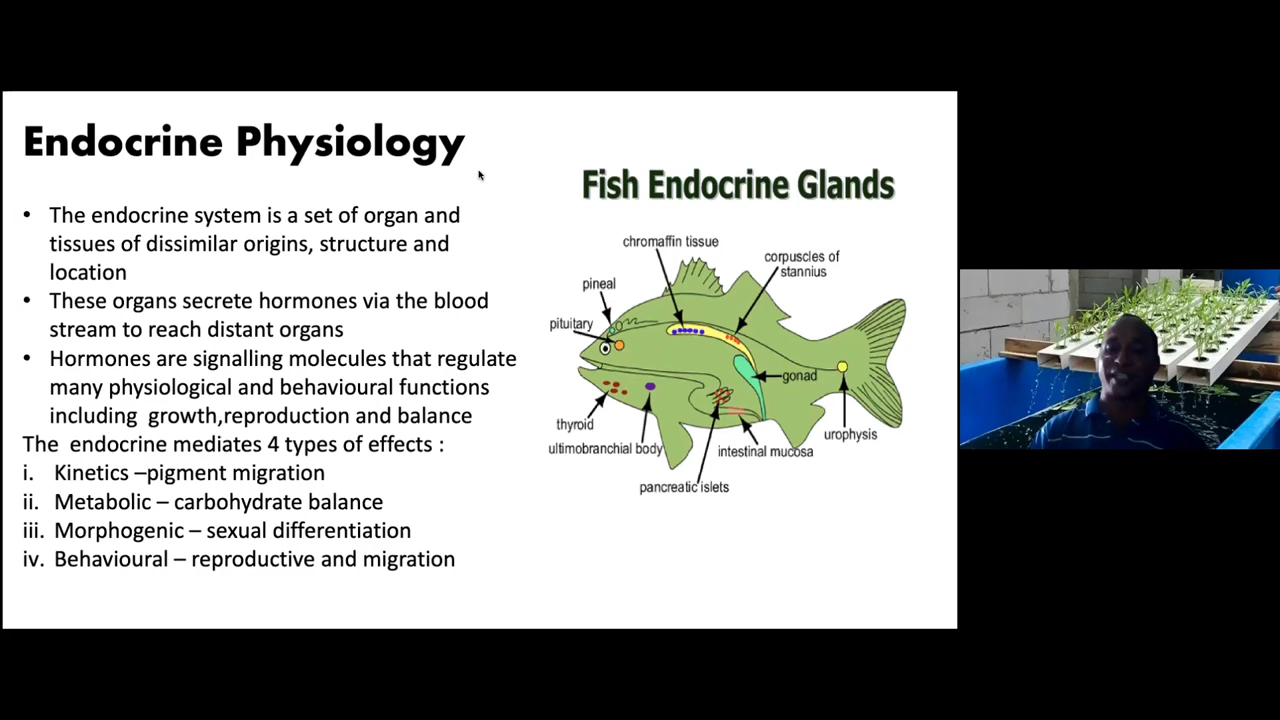 Endocrine Physiology
• The endocrine system is a set of organ and
tissues of dissimilar origins, structure and
location
• These organs secrete hormones via the blood
stream to reach distant organs
• Hormones are signalling molecules that regulate
many physiological and behavioural functions
including growth,reproduction and balance
The endocrine mediates 4 types of effects :
i. Kinetics –pigment migration
ii. Metabolic – carbohydrate balance
iii. Morphogenic – sexual differentiation
iv. Behavioural – reproductive and migration
Fish Endocrine Glands
chromaffin tissue
corpuscles of
stannius
pineal
pituitary
gonad
thyroid
urophysis
ultimobranchial body
intestinal mucosa
pancreatic islets